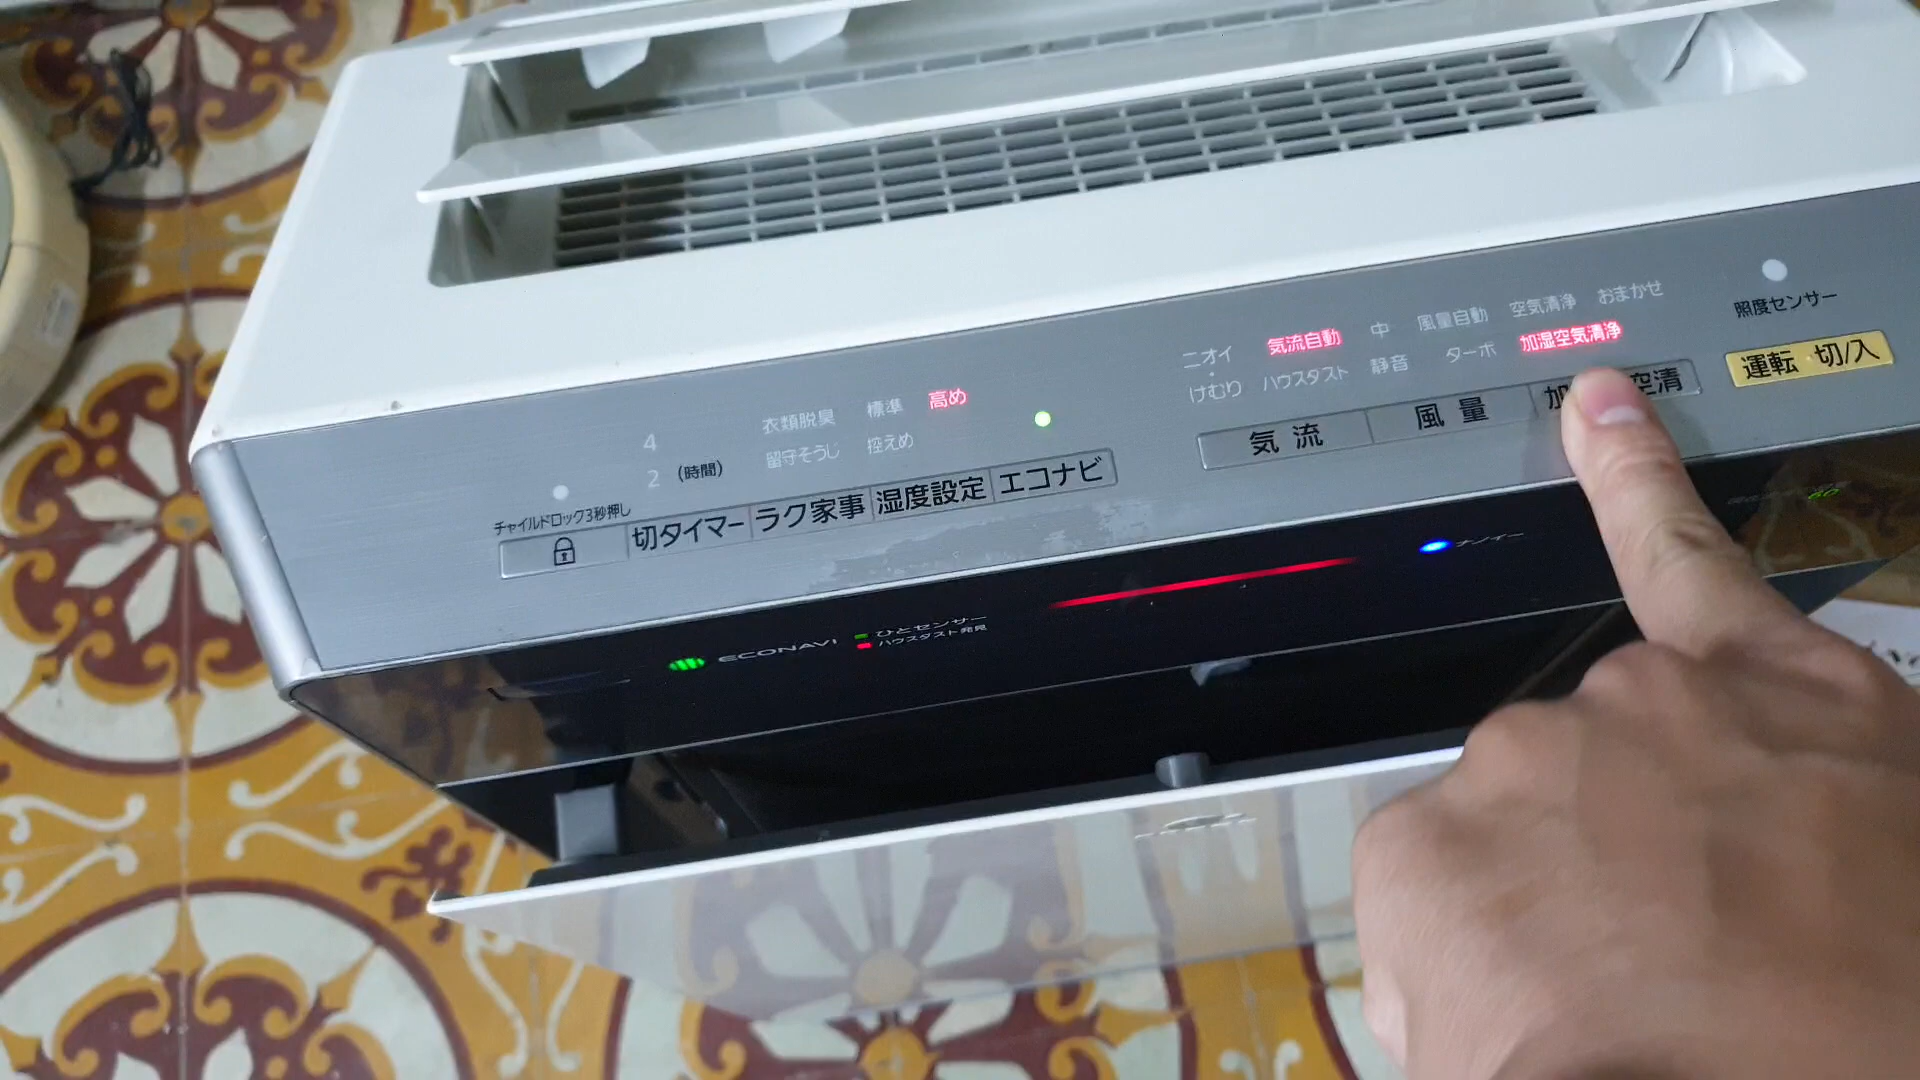 ニオイ・けむり 気流自動 ハウスダスト 中 静音 風量自動 ターボ 空気清浄 加湿空気清浄 おまかせ
照度センサー
気流 風量 運転 切/入
4 衣類脱臭 標準 高め
2 (時間) 留守そうじ 控えめ
チャイルドロック3秒押し
切タイマー ラク家事 湿度設定 エコナビ
ECONAVI ひとセンサー ナノイー
ハウスダスト発見